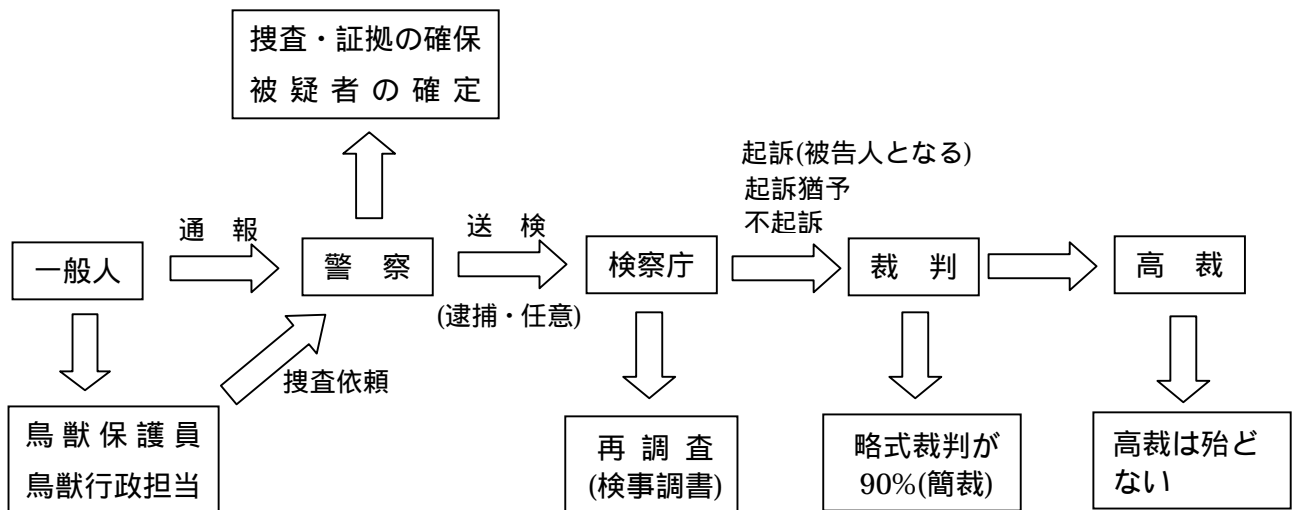 捜査・証拠の確保
被疑者の確定
起訴(被告人となる)
起訴猶予
不起訴
通 報
送 検
一般人
警 察
検察庁
裁 判
高 裁
(逮捕・任意)
捜査依頼
鳥獣保護員
鳥獣行政担当
再調査
(検事調書)
略式裁判が
90%(簡裁)
高裁は殆ど
ない